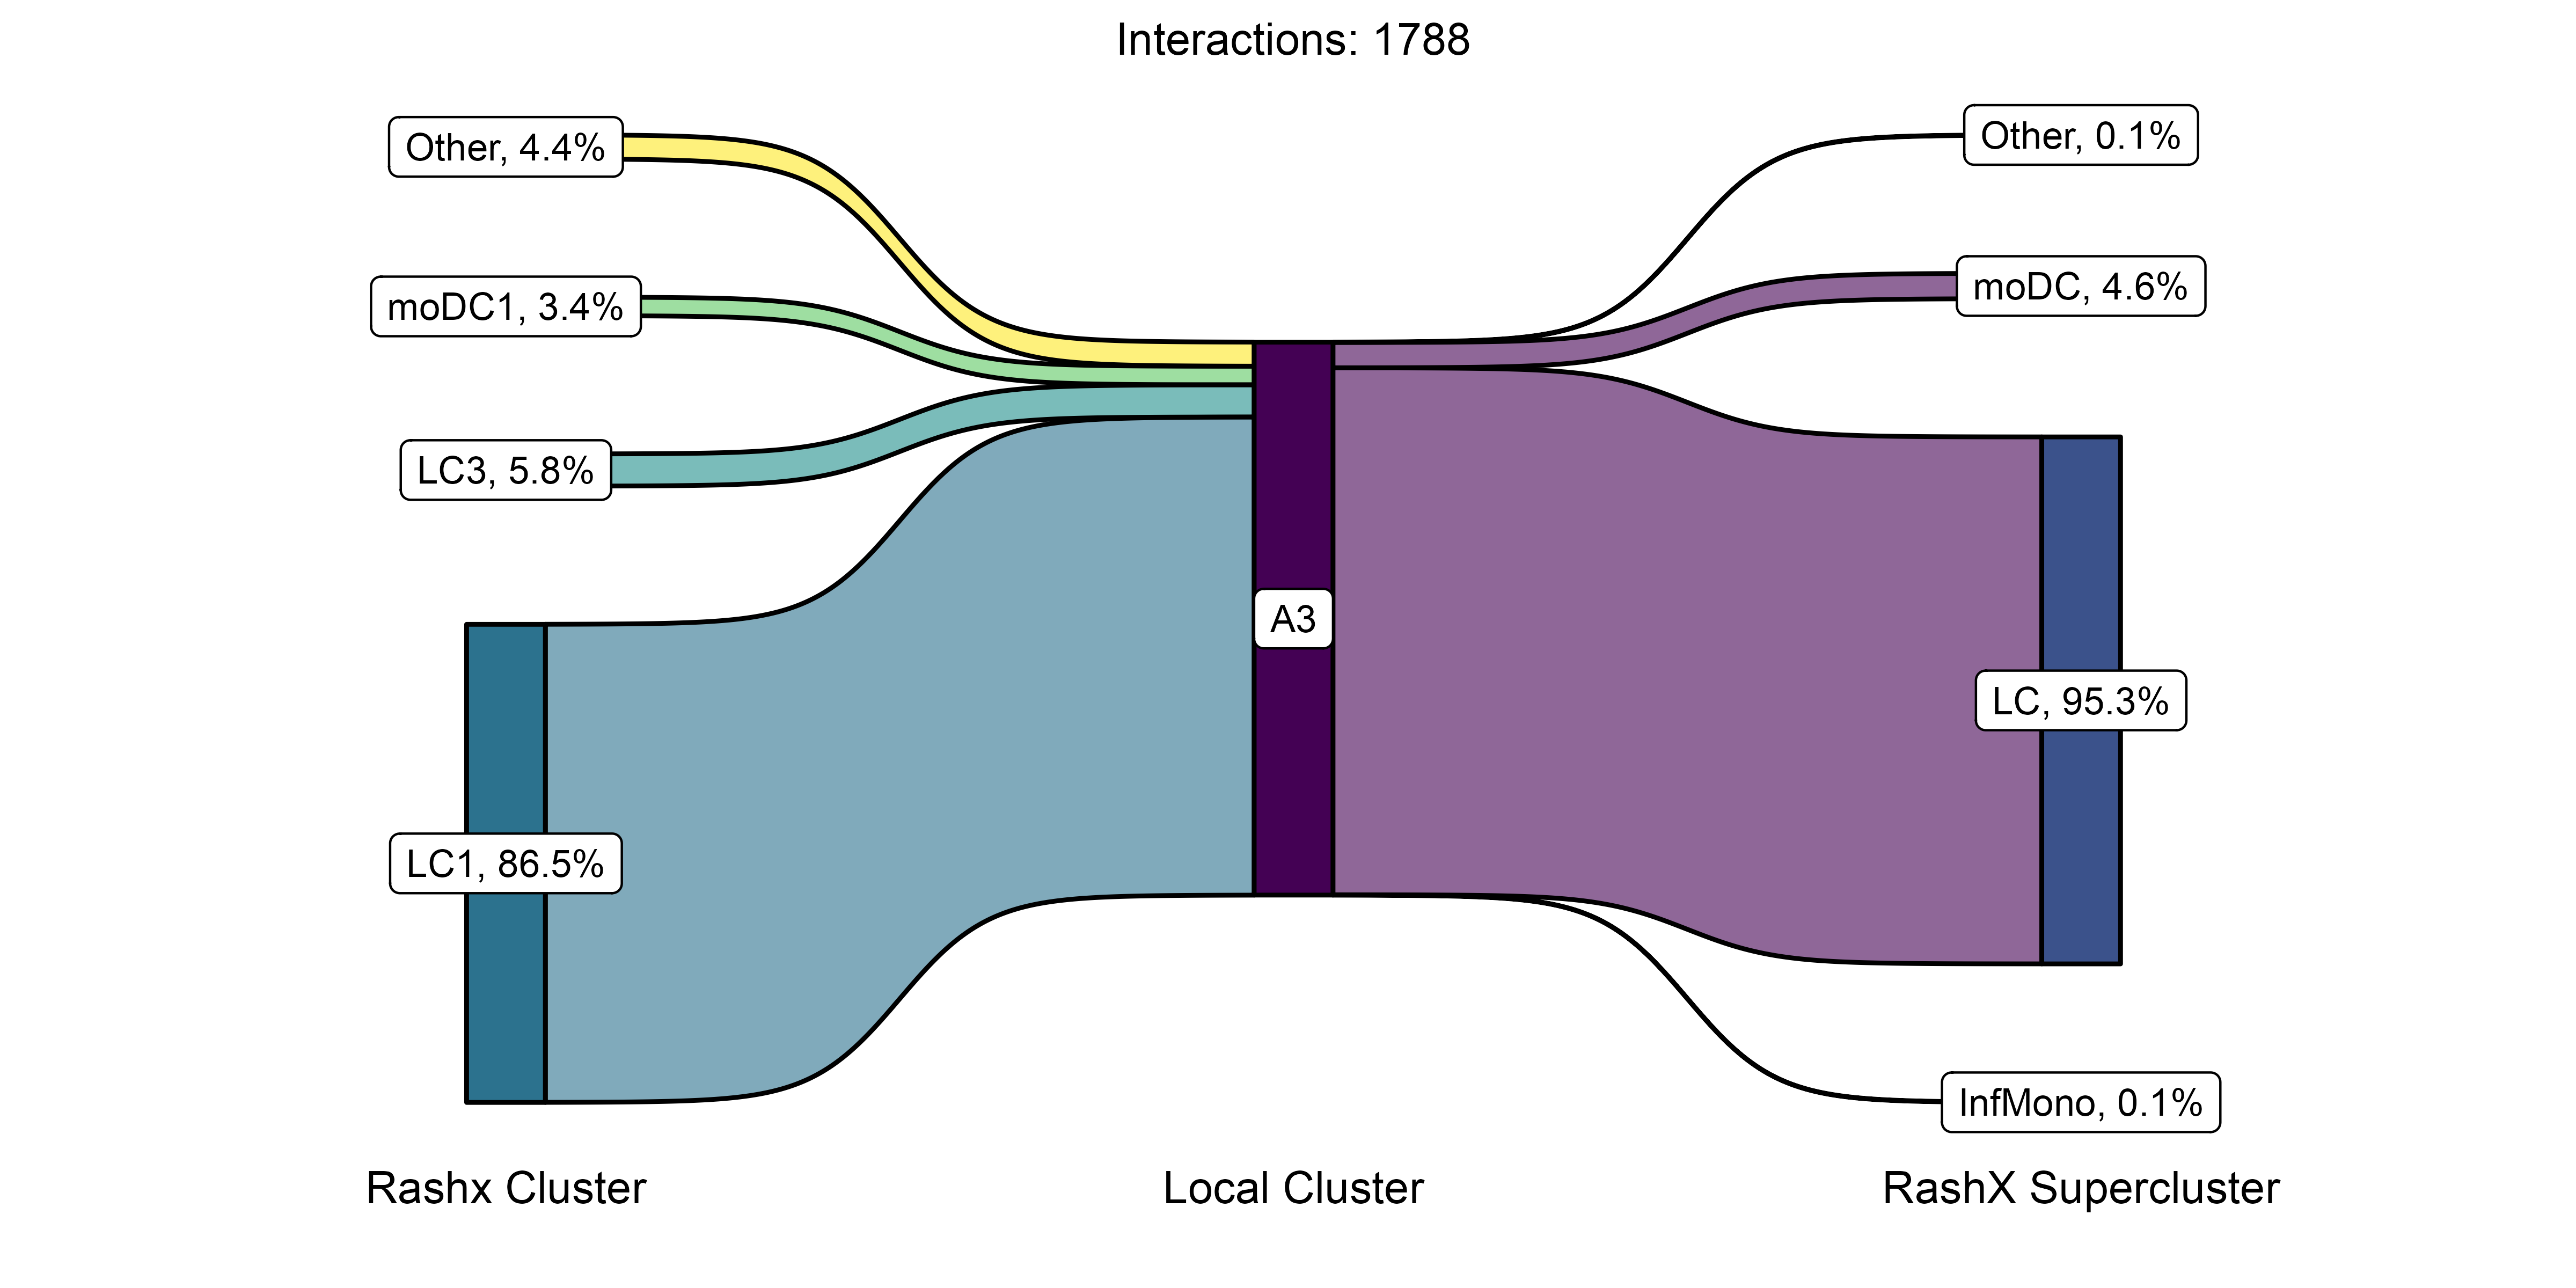 Interactions: 1788
Other, 4.4%
moDC1, 3.4%
LC3, 5.8%
LC1, 86.5%
A3
Other, 0.1%
moDC, 4.6%
LC, 95.3%
InfMono, 0.1%
Rashx Cluster
Local Cluster
RashX Supercluster